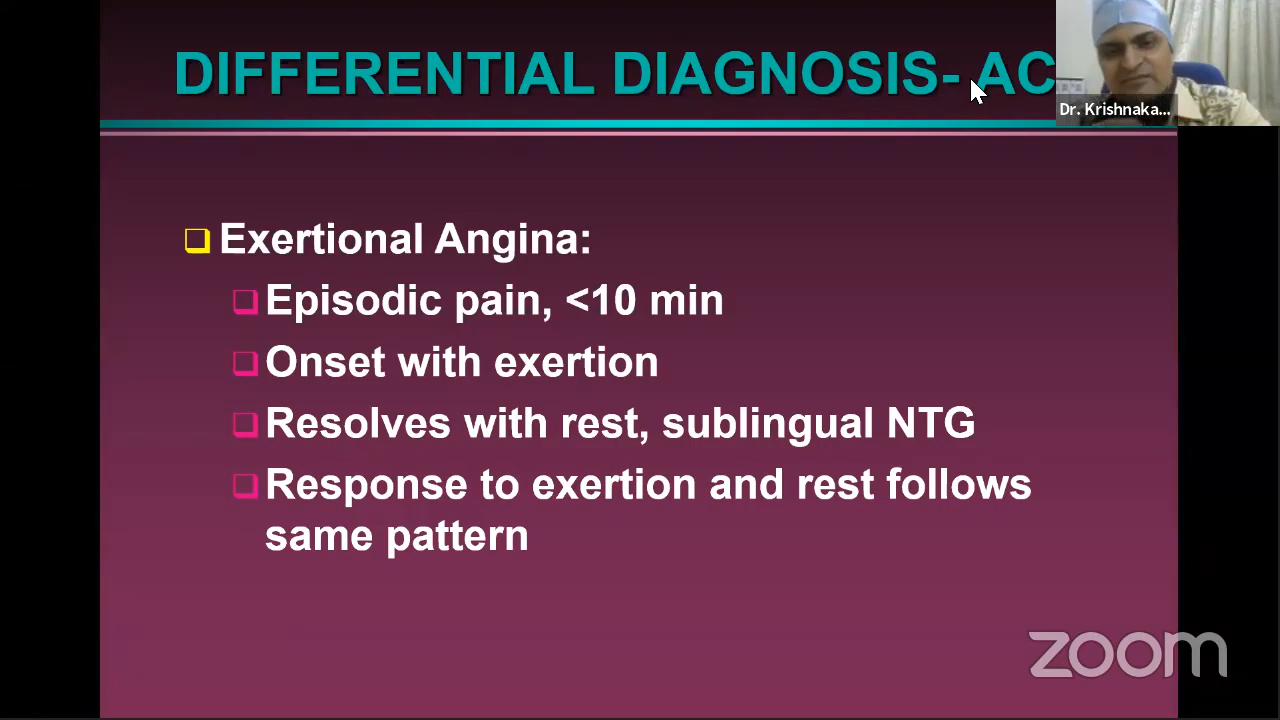 DIFFERENTIAL DIAGNOSIS- AC
Dr. Krishnaka...
Exertional Angina:
Episodic pain, <10 min
Onset with exertion
Resolves with rest, sublingual NTG
Response to exertion and rest follows
same pattern
zoom